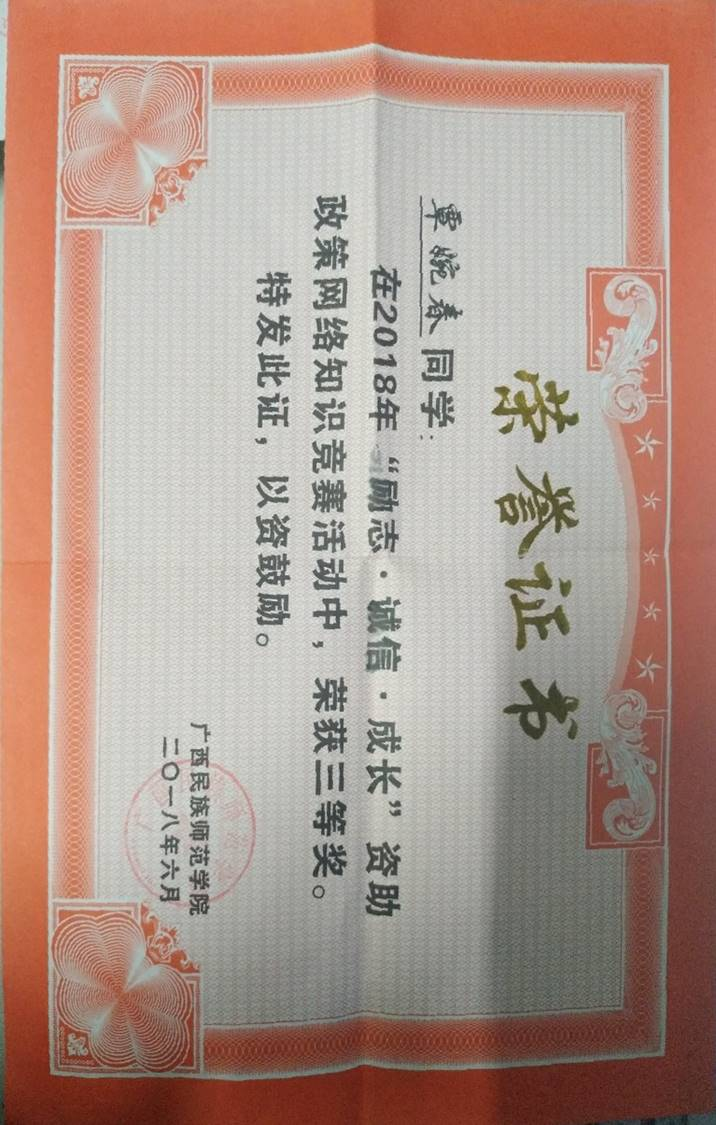 荣誉证书
覃婉春同学：
在2018年“励志·诚信·成长”资助
政策网络知识竞赛活动中，荣获三等奖。
特发此证，以资鼓励。
广西民族师范学院
二〇一八年六月